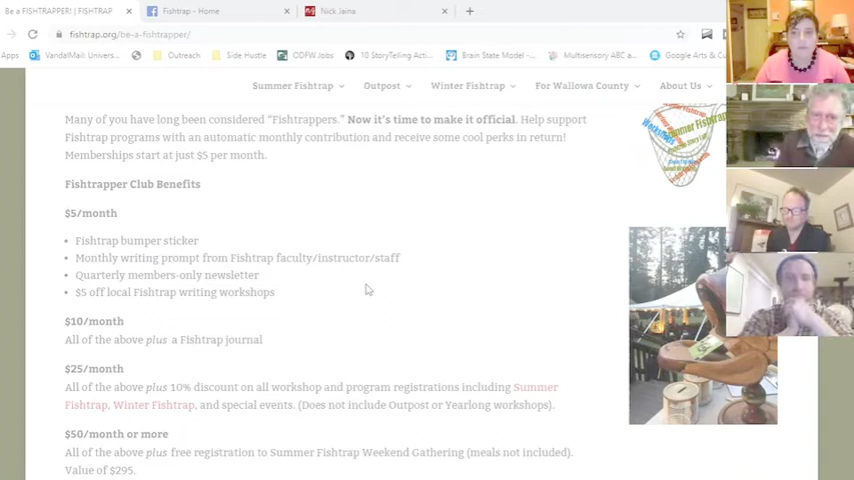 Be a FISHTRAPPER! | FISHTRAP
Fishtrap - Home
Nick Jaina
fishtrap.org/be-a-fishtrapper/
Apps
VandalMail: Univers...
Outreach
Side Hustle
ODFW Jobs
10 StoryTelling Acti...
Brain State Model -...
Multisensory ABC a...
Google Arts & Cu
Summer Fishtrap
Outpost
Winter Fishtrap
For Wallowa County
About Us
Many of you have long been considered “Fishtrappers.” Now it's time to make it official. Help support
Fishtrap programs with an automatic monthly contribution and receive some cool perks in return!
Memberships start at just $5 per month.
Fishtrapper Club Benefits
$5/month
• Fishtrap bumper sticker
• Monthly writing prompt from Fishtrap faculty/instructor/staff
• Quarterly members-only newsletter
• $5 off local Fishtrap writing workshops
$10/month
All of the above plus a Fishtrap journal
$25/month
All of the above plus 10% discount on all workshop and program registrations including Summer
Fishtrap, Winter Fishtrap, and special events. (Does not include Outpost or Yearlong workshops).
$50/month or more
All of the above plus free registration to Summer Fishtrap Weekend Gathering (meals not included).
Value of $295.
Workshops
Summer Fishtrap